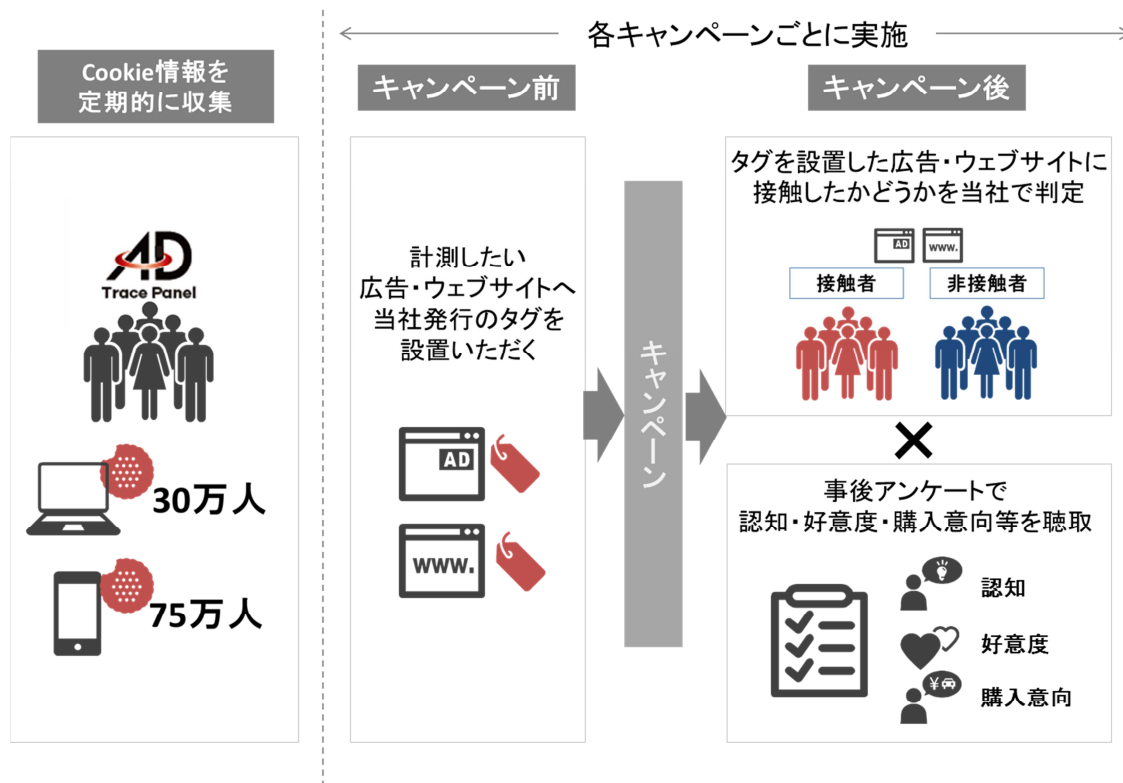 各キャンペーンごとに実施
Cookie情報を
定期的に収集
AD
Trace Panel
30万人
75万人
キャンペーン前
計測したい
広告・ウェブサイトへ
当社発行のタグを
設置いただく
AD
www.
キャンペーン
キャンペーン後
タグを設置した広告・ウェブサイトに
接触したかどうかを当社で判定
AD
www.
接触者
非接触者
×
事後アンケートで
認知・好意度・購入意向等を聴取
認知
好意度
¥
購入意向